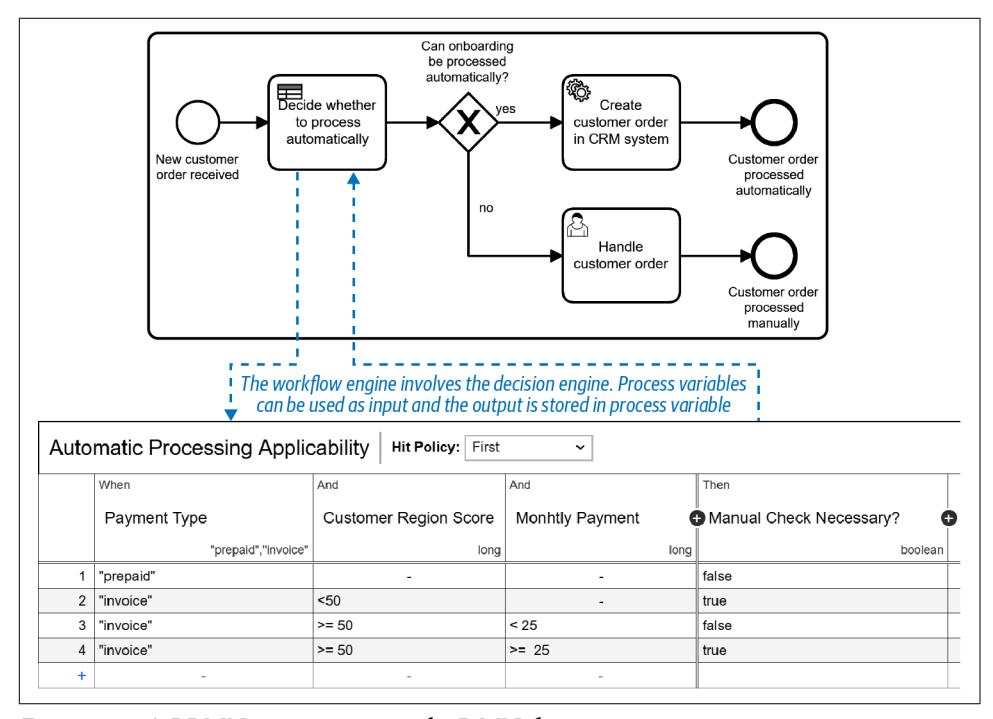 Can onboarding
be processed
automatically?
Decide whether
to process
automatically
yes
Create
customer order
in CRM system
New customer
order received
Customer order
processed
automatically
no
Handle
customer order
Customer order
processed
manually
The workflow engine involves the decision engine. Process variables
can be used as input and the output is stored in process variable
Automatic Processing Applicability Hit Policy: First
When And And Then
Payment Type Customer Region Score Monhtly Payment + Manual Check Necessary? +
"prepaid","invoice" long long boolean
1 "prepaid" - - false
2 "invoice" <50 - true
3 "invoice" >= 50 < 25 false
4 "invoice" >= 50 >= 25 true
+ - - -